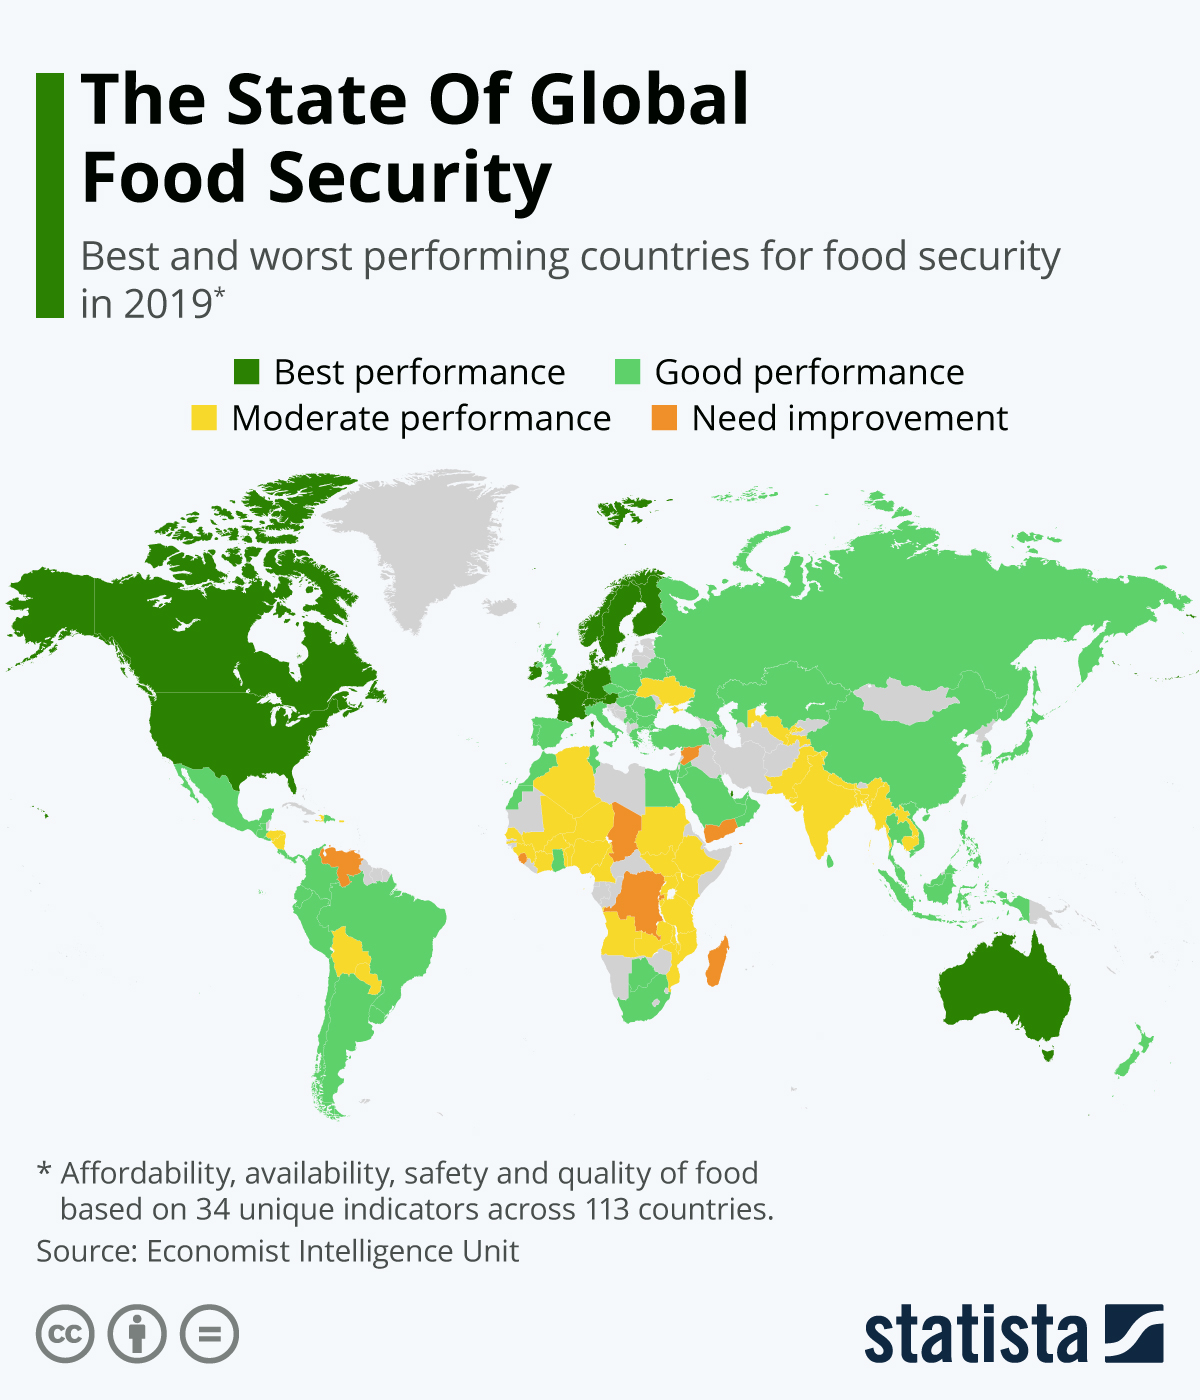 The State Of Global
Food Security
Best and worst performing countries for food security
in 2019*
Best performance
Good performance
Moderate performance
Need improvement
* Affordability, availability, safety and quality of food
based on 34 unique indicators across 113 countries.
Source: Economist Intelligence Unit
cc
statista